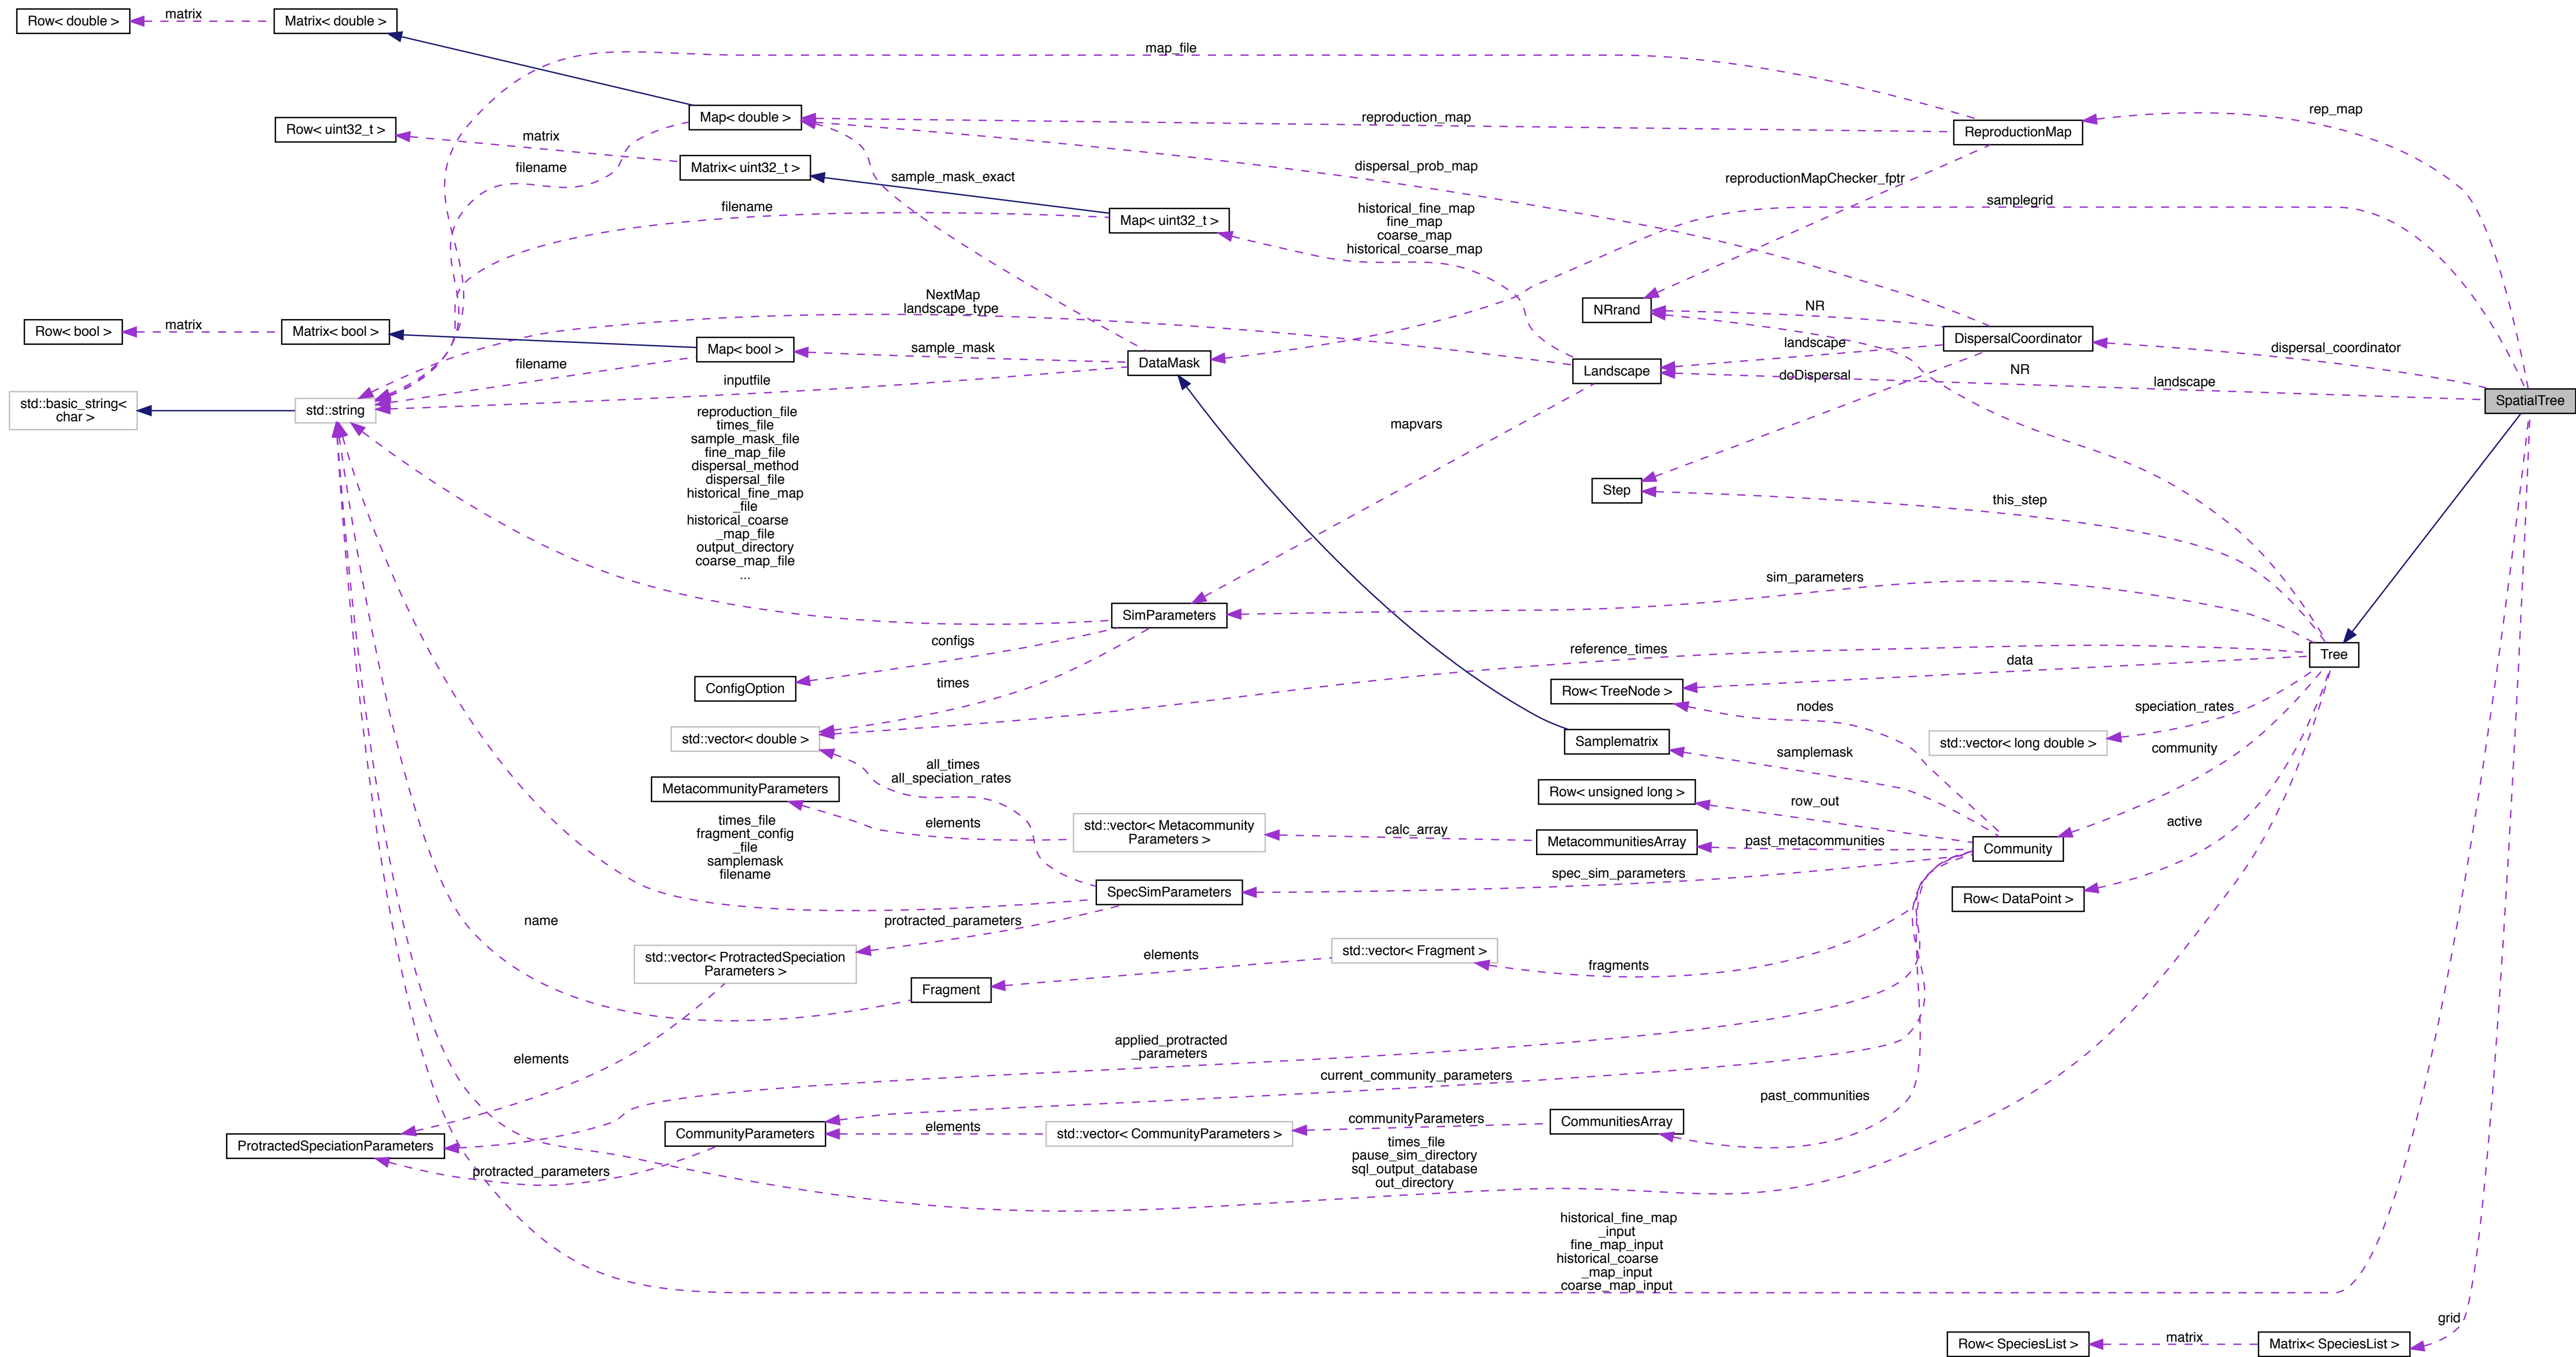 Row< double >
matrix
Matrix< double >
map_file
Map< double >
reproduction_map
rep_map
ReproductionMap
Row< uint32_t >
matrix
filename
Matrix< uint32_t >
sample_mask_exact
dispersal_prob_map
reproductionMapChecker_fptr
samplegrid
filename
Map< uint32_t >
historical_fine_map
fine_map
coarse_map
historical_coarse_map
NextMap
landscape_type
NRrand
NR
Row< bool >
matrix
Matrix< bool >
Map< bool >
sample_mask
DataMask
DispersalCoordinator
dispersal_coordinator
landscape
filename
inputfile
Landscape
doDispersal
NR
landscape
SpatialTree
std::basic_string<
char >
std::string
reproduction_file
times_file
sample_mask_file
fine_map_file
dispersal_method
dispersal_file
historical_fine_map
_file
historical_coarse
_map_file
output_directory
coarse_map_file
...
mapvars
Step
this_step
sim_parameters
SimParameters
configs
ConfigOption
times
reference_times
data
Tree
Row< TreeNode >
nodes
speciation_rates
std::vector< double >
Samplematrix
samplemask
std::vector< long double >
community
all_times
all_speciation_rates
MetacommunityParameters
Row< unsigned long >
row_out
elements
std::vector< Metacommunity
Parameters >
calc_array
MetacommunitiesArray
past_metacommunities
Community
active
times_file
fragment_config
_file
samplemask
filename
SpecSimParameters
spec_sim_parameters
Row< DataPoint >
name
protracted_parameters
std::vector< ProtractedSpeciation
Parameters >
elements
std::vector< Fragment >
fragments
Fragment
elements
applied_protracted
_parameters
current_community_parameters
past_communities
ProtractedSpeciationParameters
CommunityParameters
elements
std::vector< CommunityParameters >
communityParameters
CommunitiesArray
protracted_parameters
times_file
pause_sim_directory
sql_output_database
out_directory
historical_fine_map
_input
fine_map_input
historical_coarse
_map_input
coarse_map_input
grid
Row< SpeciesList >
matrix
Matrix< SpeciesList >